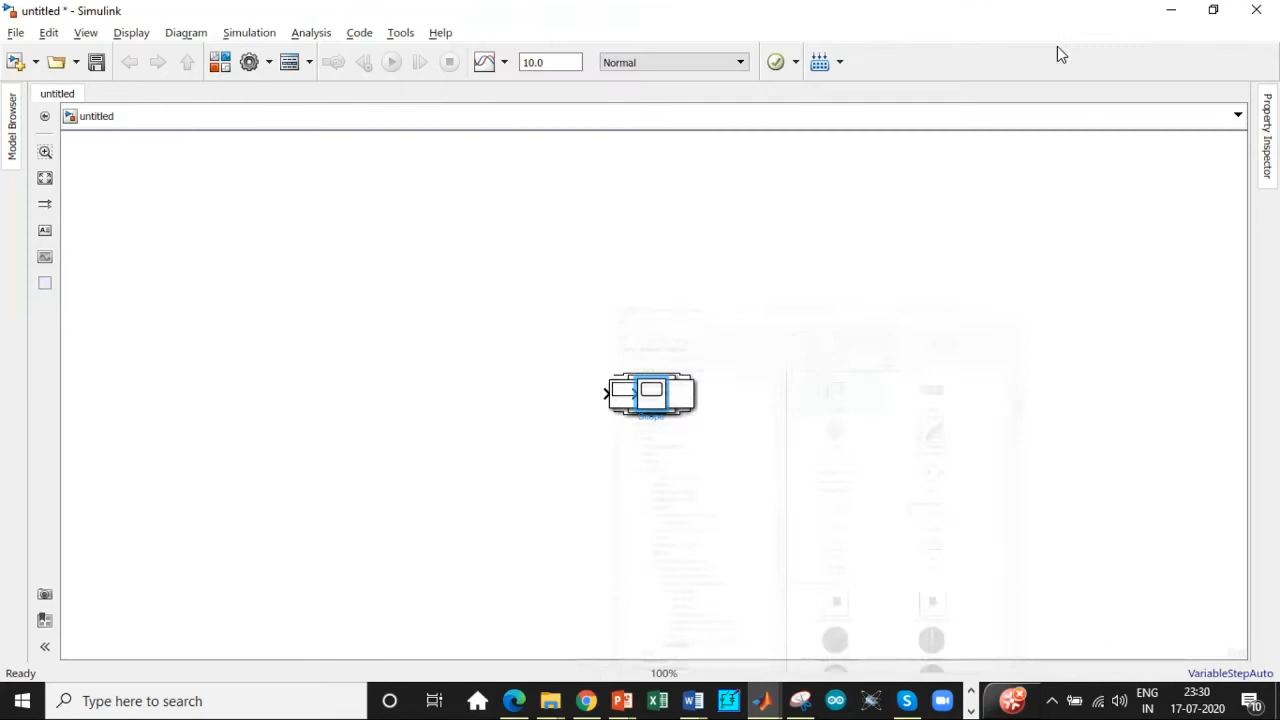 untitled * - Simulink
File Edit View Display Diagram Simulation Analysis Code Tools Help
10.0 Normal
untitled
untitled
Model Browser
Property Inspector
Ready 100% VariableStepAuto
Type here to search
ENG
IN
23:30
17-07-2020
10